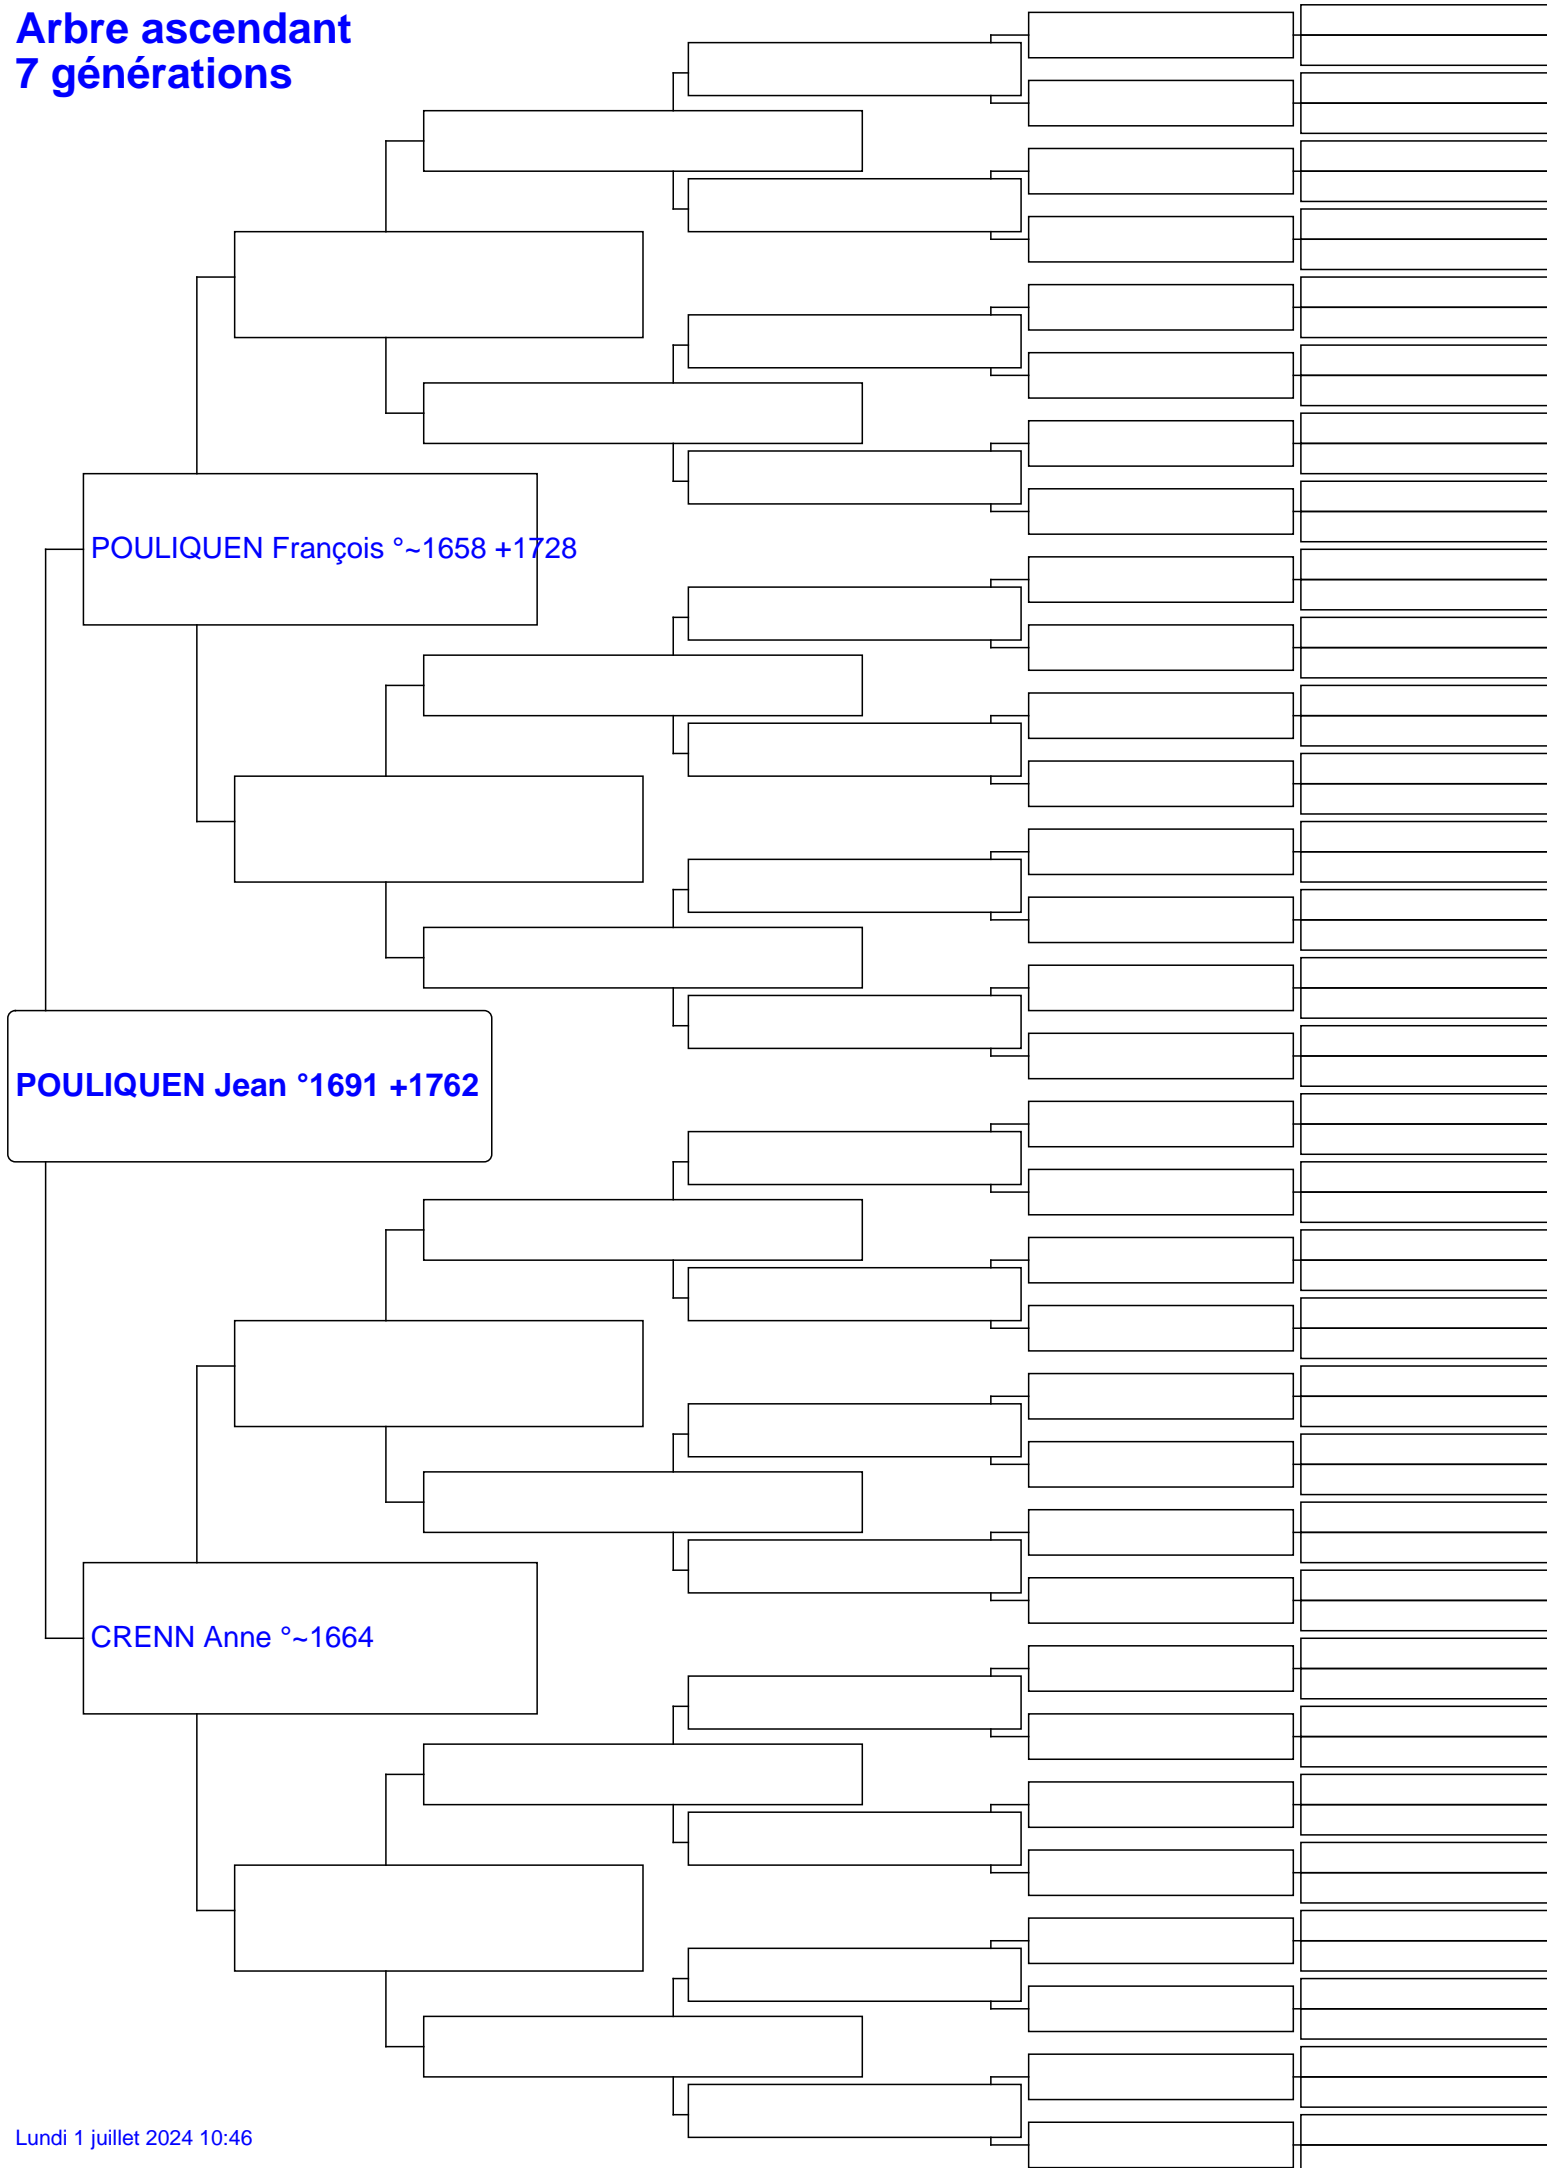 Arbre ascendant
7 générations
POULIQUEN François °~1658 +1728
POULIQUEN Jean °1691 +1762
CRENN Anne °~1664
Lundi 1 juillet 2024 10:46